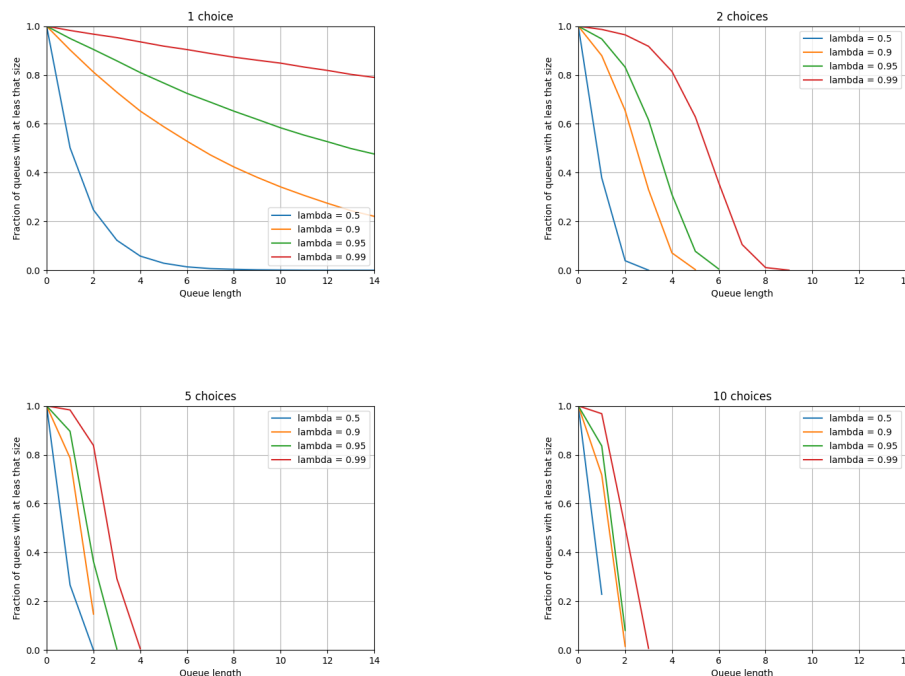 1 choice
Fraction of queues with at leas that size
1.0
0.8
0.6
0.4
0.2
0.0
lambda = 0.5
lambda = 0.9
lambda = 0.95
lambda = 0.99
0 2 4 6 8 10 12 14
Queue length
2 choices
Fraction of queues with at leas that size
1.0
0.8
0.6
0.4
0.2
0.0
lambda = 0.5
lambda = 0.9
lambda = 0.95
lambda = 0.99
0 2 4 6 8 10 12 14
Queue length
5 choices
Fraction of queues with at leas that size
1.0
0.8
0.6
0.4
0.2
0.0
lambda = 0.5
lambda = 0.9
lambda = 0.95
lambda = 0.99
0 2 4 6 8 10 12 14
Queue length
10 choices
Fraction of queues with at leas that size
1.0
0.8
0.6
0.4
0.2
0.0
lambda = 0.5
lambda = 0.9
lambda = 0.95
lambda = 0.99
0 2 4 6 8 10 12 14
Queue length